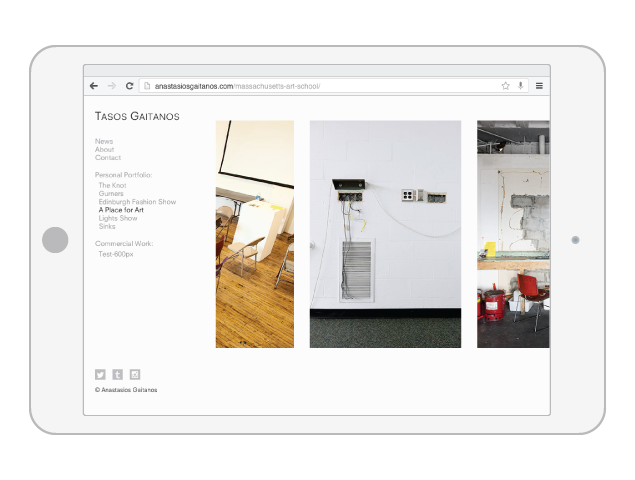 anastasiosgaitanos.com/massachusetts-art-school/
TASOS GAITANOS
News
About
Contact
Personal Portfolio:
The Knot
Gurners
Edinburgh Fashion Show
A Place for Art
Lights Show
Sinks
Commercial Work:
Test-600px
© Anastasios Gaitanos